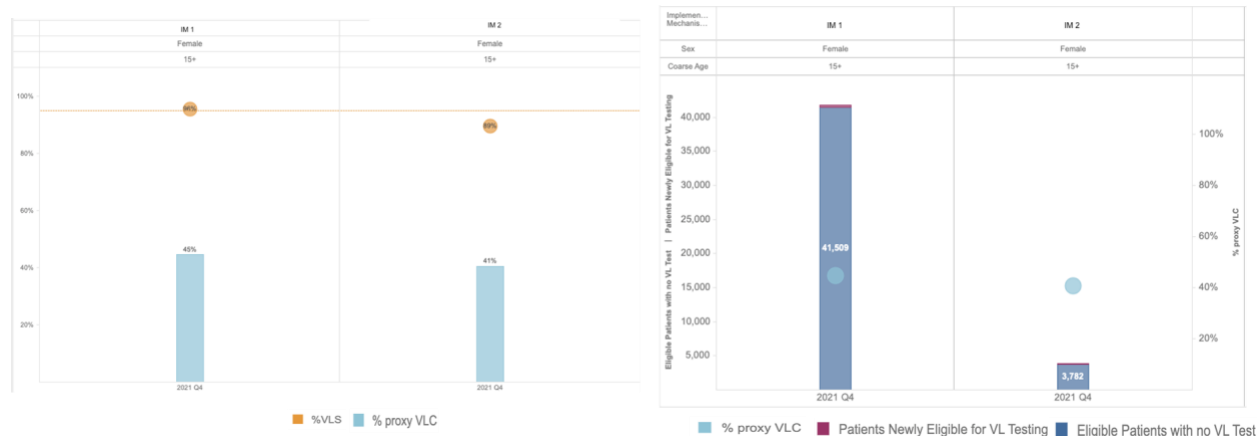 IM 1
IM 2
Female
Female
15+
15+
100%
80%
60%
40%
20%
96%
89%
45%
41%
2021 Q4
2021 Q4
%VLS
% proxy VLC
Implemen...
Mechanis...
IM 1
IM 2
Sex
Female
Female
Coarse Age
15+
15+
Eligible Patients with no VL Test | Patients Newly Eligible for VL Testing
40,000
35,000
30,000
25,000
20,000
15,000
10,000
5,000
41,509
3,782
100%
80%
60%
40%
20%
% proxy VLC
2021 Q4
2021 Q4
% proxy VLC
Patients Newly Eligible for VL Testing
Eligible Patients with no VL Test